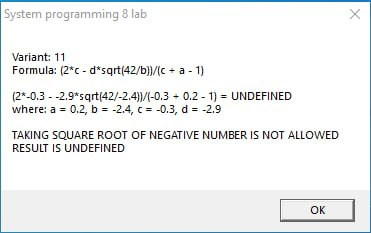 System programming 8 lab
Variant: 11
Formula: (2*c - d*sqrt(42/b))/(c + a - 1)
(2*-0.3 - -2.9*sqrt(42/-2.4))/(-0.3 + 0.2 - 1) = UNDEFINED
where: a = 0.2, b = -2.4, c = -0.3, d = -2.9
TAKING SQUARE ROOT OF NEGATIVE NUMBER IS NOT ALLOWED
RESULT IS UNDEFINED
OK